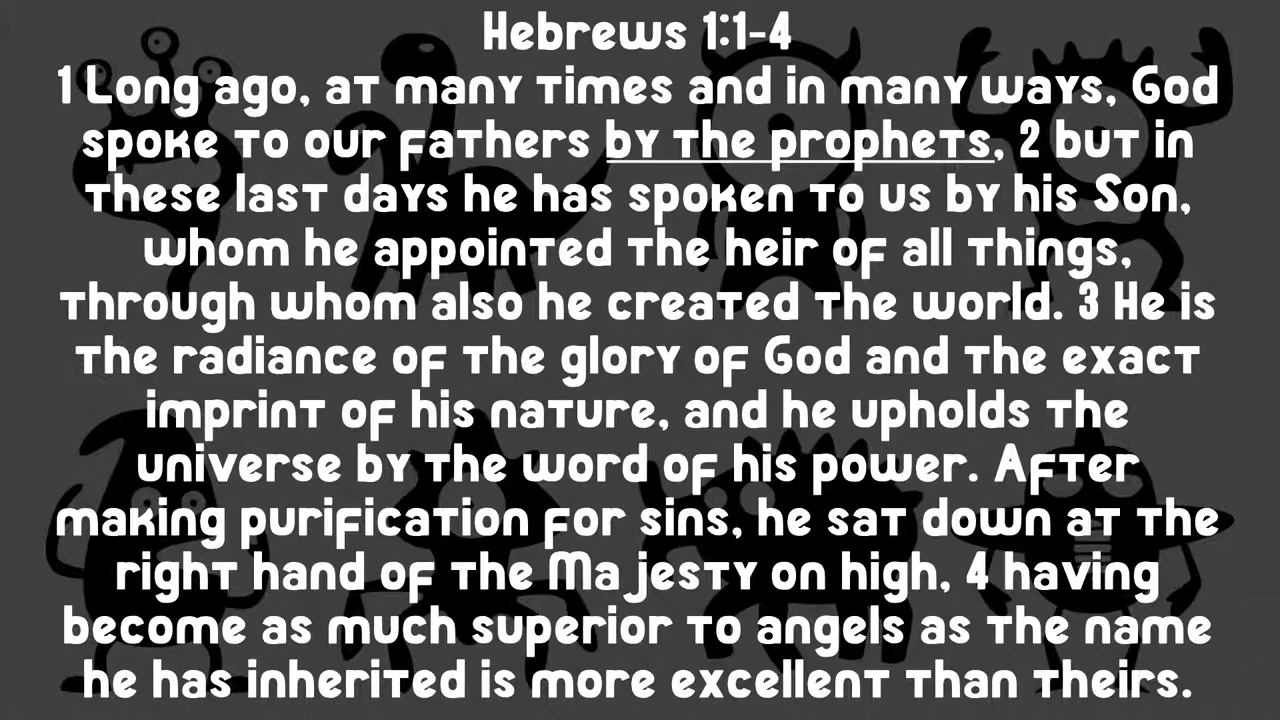 Hebrews 1:1-4
1 Long ago, at many times and in many ways, God
spoke to our fathers by the prophets, 2 but in
these last days he has spoken to us by his Son,
whom he appointed the heir of all things,
through whom also he created the world. 3 He is
the radiance of the glory of God and the exact
imprint of his nature, and he upholds the
universe by the word of his power. After
making purification for sins, he sat down at the
right hand of the Majesty on high, 4 having
become as much superior to angels as the name
he has inherited is more excellent than theirs.